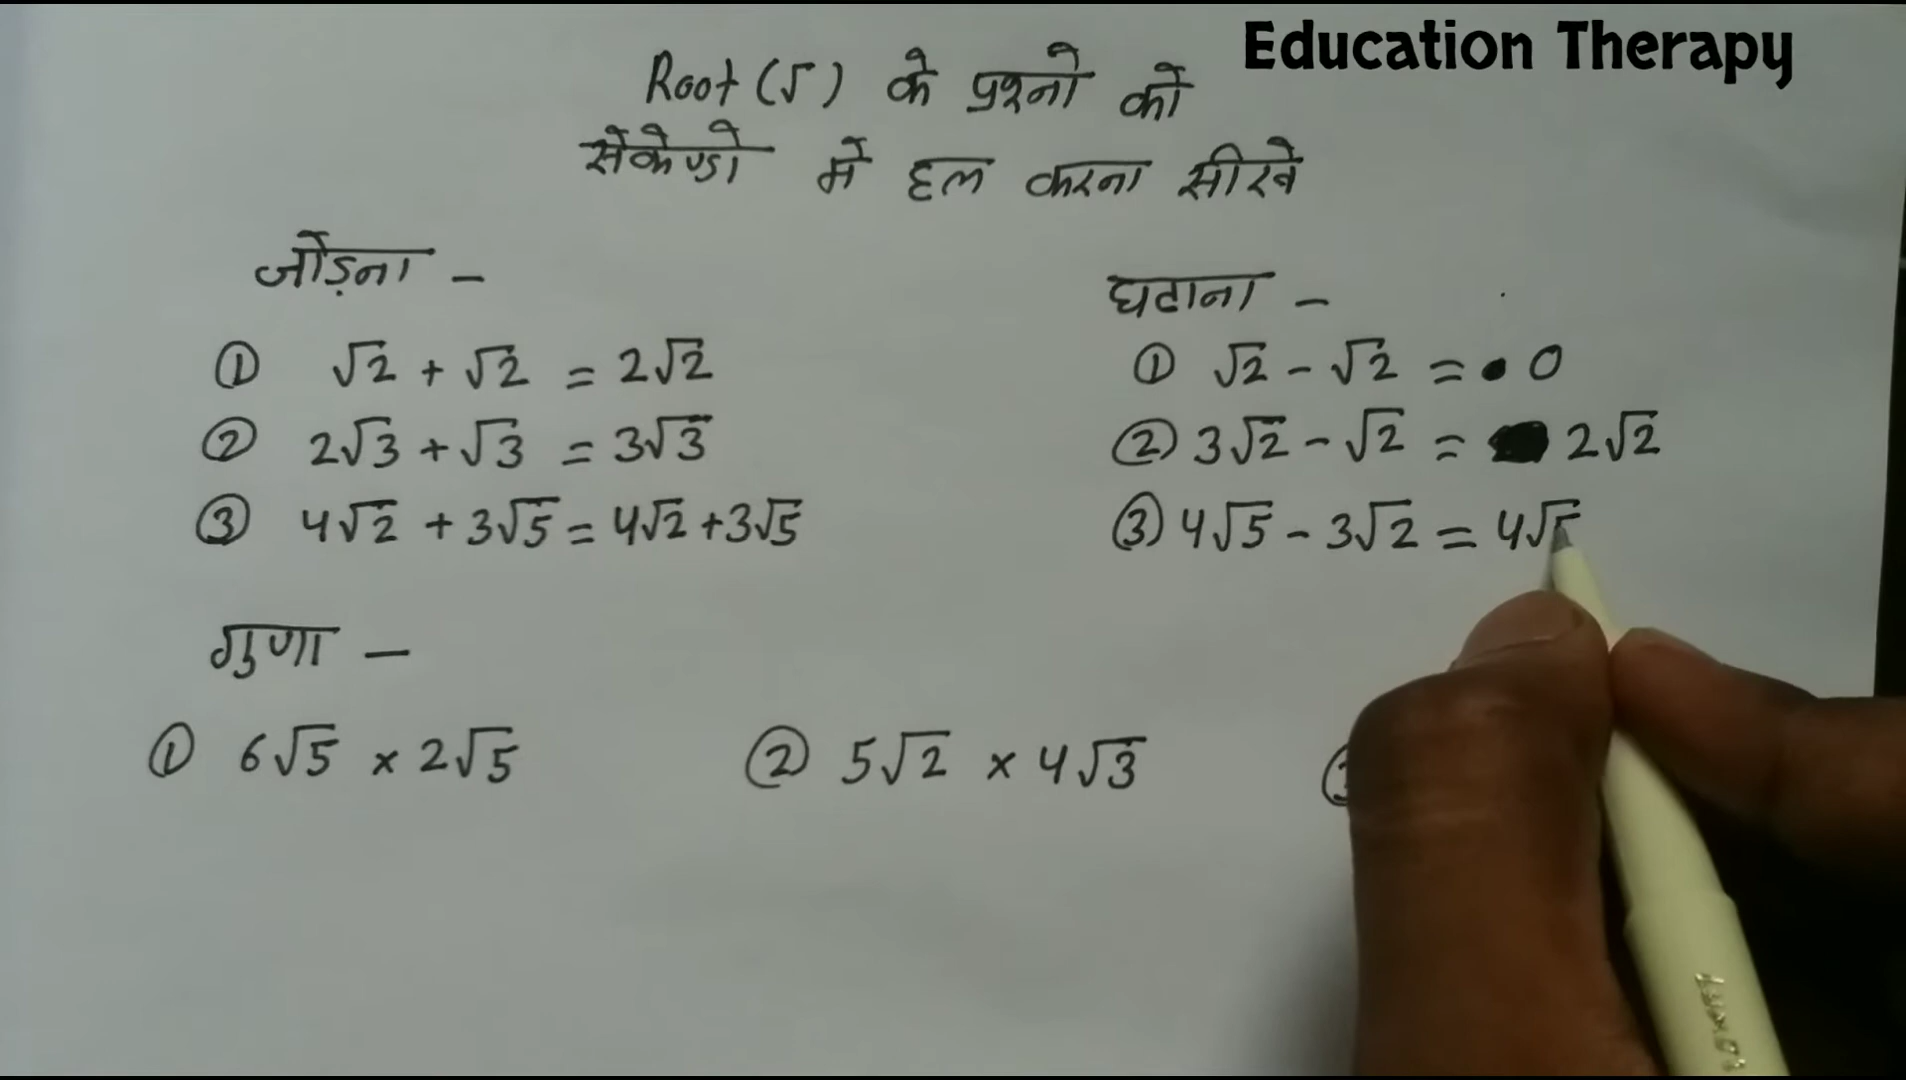 Education Therapy
Root (√) के प्रश्नो को
सेकेण्डो में हल करना सीखे
जोड़ना -
① √2 + √2 = 2√2
② 2√3 + √3 = 3√3
③ 4√2 + 3√5 = 4√2 + 3√5
घटाना -
① √2 - √2 = 0
② 3√2 - √2 = 2√2
③ 4√5 - 3√2 = 4√5
गुणा -
① 6√5 × 2√5
② 5√2 × 4√3